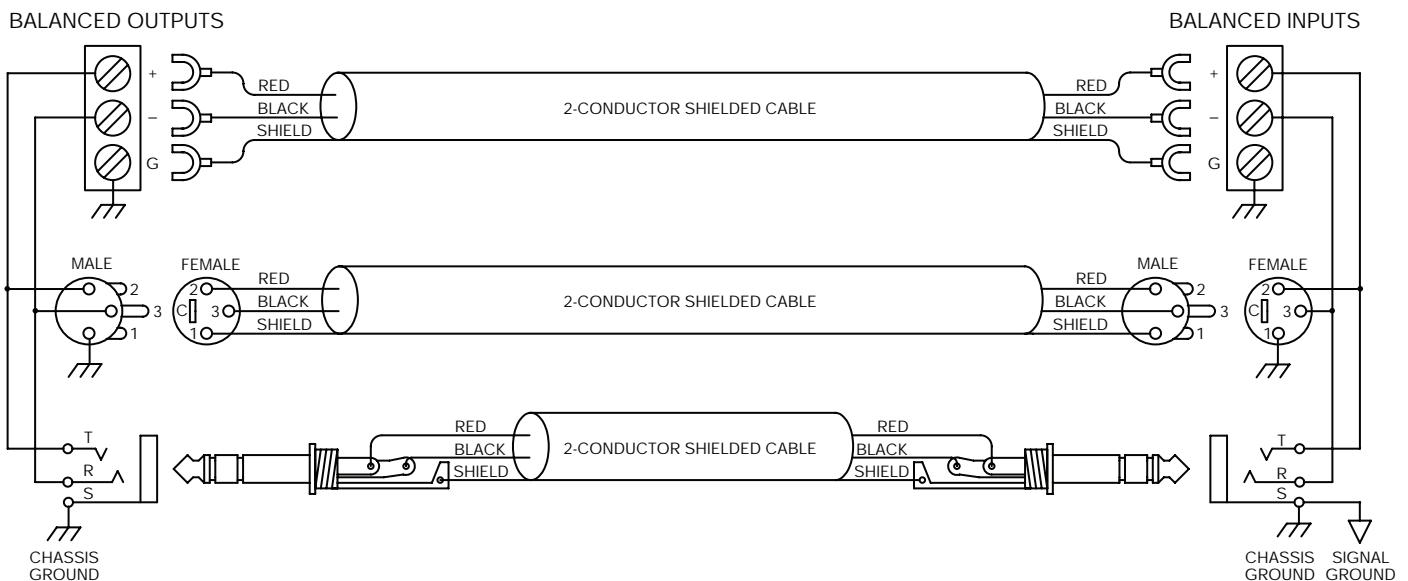 BALANCED OUTPUTS
BALANCED INPUTS
+
RED
RED
+
2-CONDUCTOR SHIELDED CABLE
–
BLACK
BLACK
–
SHIELD
SHIELD
G
G
MALE
FEMALE
MALE
FEMALE
2
2
RED
RED
2
2
3
C
3
BLACK
2-CONDUCTOR SHIELDED CABLE
BLACK
3
C
3
1
1
SHIELD
SHIELD
1
1
RED
RED
T
BLACK
2-CONDUCTOR SHIELDED CABLE
BLACK
T
R
SHIELD
SHIELD
R
S
S
CHASSIS
GROUND
CHASSIS
GROUND
SIGNAL
GROUND